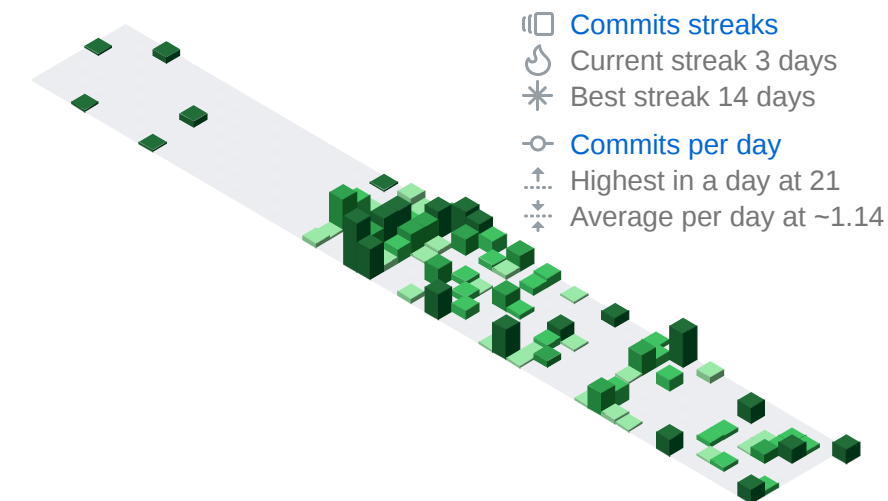 Commits streaks
Current streak 3 days
Best streak 14 days
Commits per day
Highest in a day at 21
Average per day at ~1.14